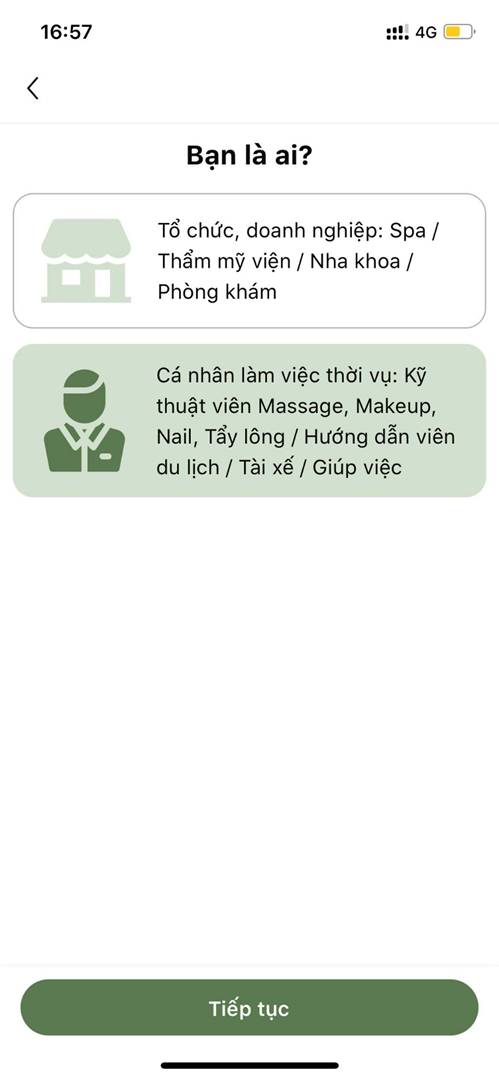 16:57
4G
Bạn là ai?
Tổ chức, doanh nghiệp: Spa /
Thẩm mỹ viện / Nha khoa /
Phòng khám
Cá nhân làm việc thời vụ: Kỹ
thuật viên Massage, Makeup,
Nail, Tẩy lông / Hướng dẫn viên
du lịch / Tài xế / Giúp việc
Tiếp tục